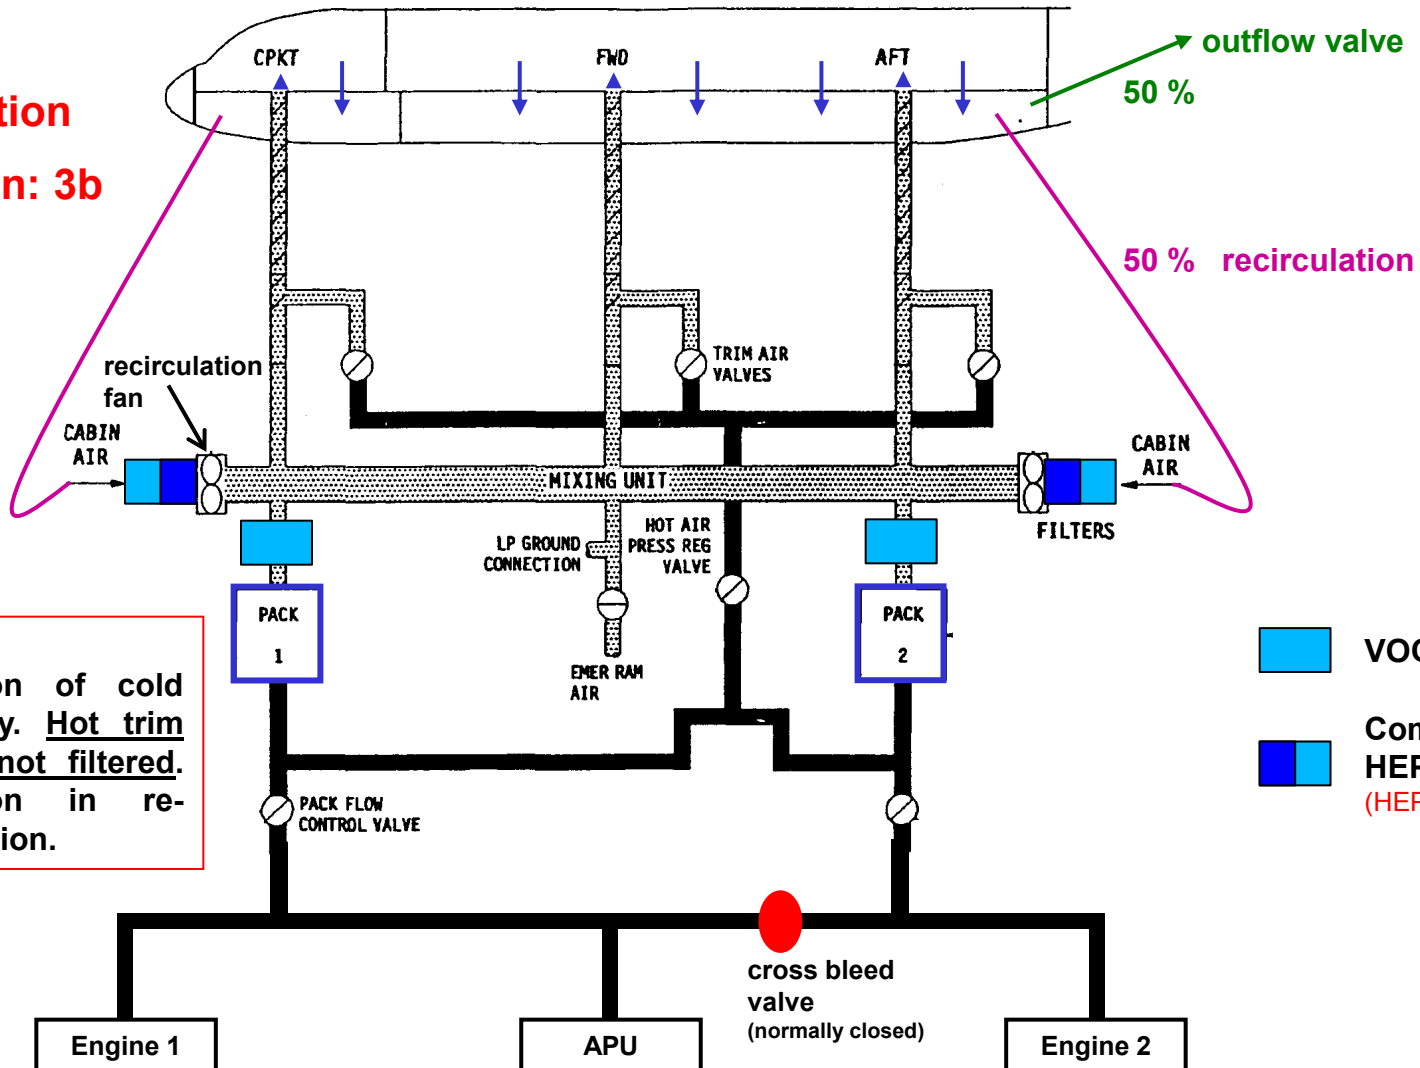 CPKT
FWD
AFT
outflow valve
50 %
tion
n: 3b
50 % recirculation
TRIM AIR
VALVES
recirculation
fan
CABIN
AIR
CABIN
AIR
MIXING UNIT
FILTERS
LP GROUND
CONNECTION
HOT AIR
PRESS REG
VALVE
PACK
1
PACK
2
EMER RAM
AIR
on of cold
y. Hot trim
not filtered.
on in re-
ion.
VOC
Con
HEP
(HEP
PACK FLOW
CONTROL VALVE
cross bleed
valve
(normally closed)
Engine 1
APU
Engine 2